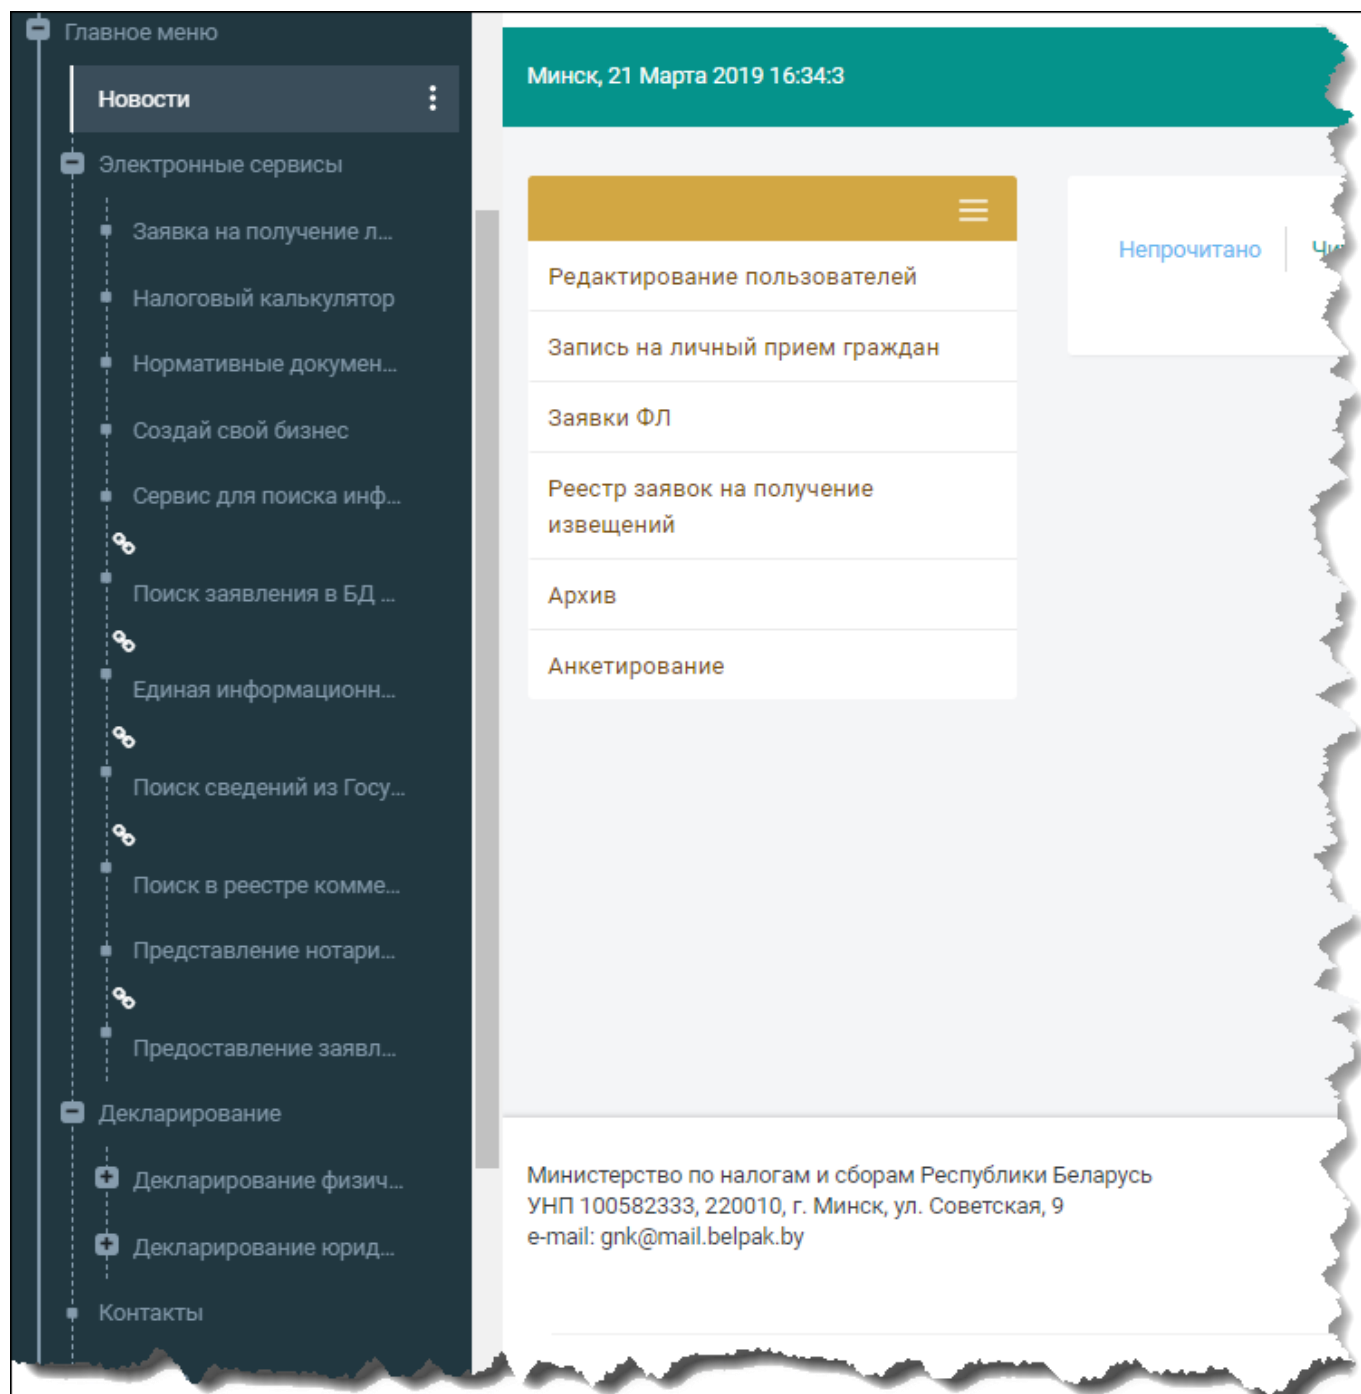 Главное меню
Новости
Электронные сервисы
Заявка на получение л...
Налоговый калькулятор
Нормативные докумен...
Создай свой бизнес
Сервис для поиска инф...
Поиск заявления в БД ...
Единая информационн...
Поиск сведений из Госу...
Поиск в реестре комме...
Представление нотари...
Предоставление заявл...
Декларирование
Декларирование физич...
Декларирование юрид...
Контакты
Минск, 21 Марта 2019 16:34:3
Редактирование пользователей
Запись на личный прием граждан
Заявки ФЛ
Реестр заявок на получение
извещений
Архив
Анкетирование
Непрочитано
Министерство по налогам и сборам Республики Беларусь
УНП 100582333, 220010, г. Минск, ул. Советская, 9
e-mail: gnk@mail.belpak.by